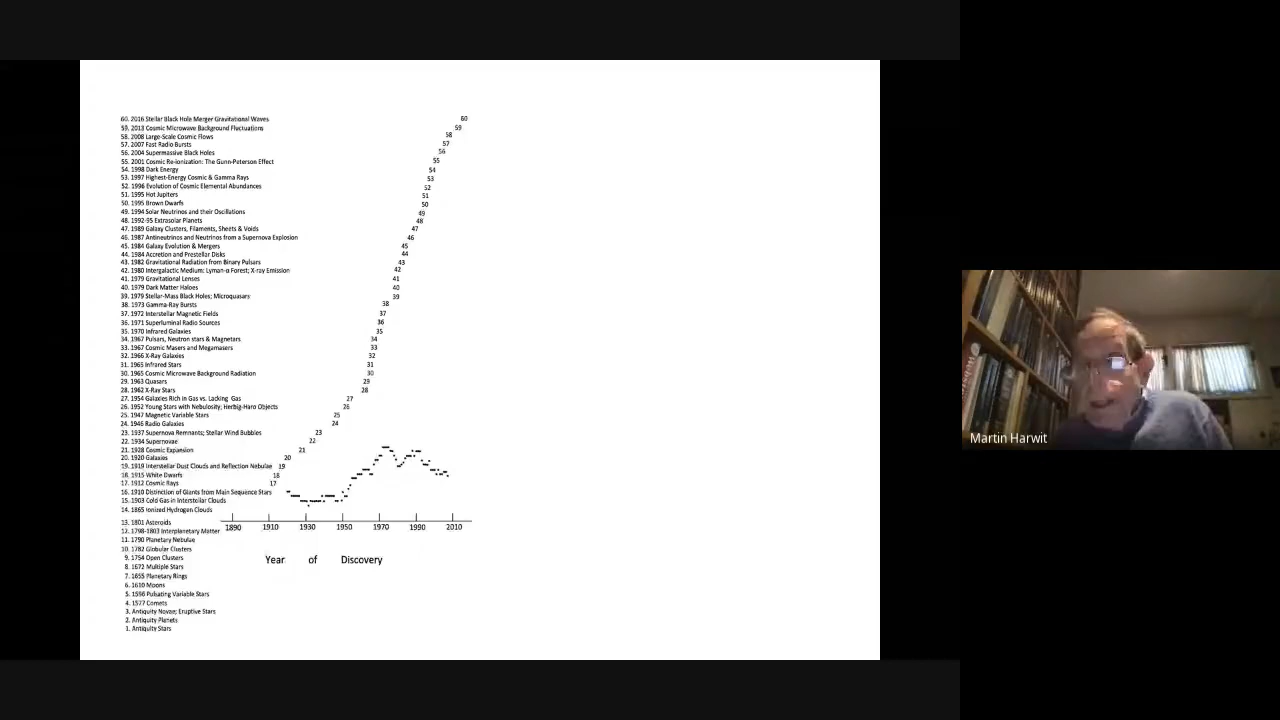 60. 2016 Stellar Black Hole Merger Gravitational Waves 60
59. 2013 Cosmic Microwave Background Fluctuations 59
58. 2008 Large-Scale Cosmic Flows 58
57. 2007 Fast Radio Bursts 57
56. 2004 Supermassive Black Holes 56
55. 2001 Cosmic Re-ionization: The Gunn-Peterson Effect 55
54. 1998 Dark Energy 54
53. 1997 Highest-Energy Cosmic & Gamma Rays 53
52. 1996 Evolution of Cosmic Elemental Abundances 52
51. 1995 Hot Jupiters 51
50. 1995 Brown Dwarfs 50
49. 1994 Solar Neutrinos and their Oscillations 49
48. 1992-95 Extrasolar Planets 48
47. 1989 Galaxy Clusters, Filaments, Sheets & Voids 47
46. 1987 Antineutrinos and Neutrinos from a Supernova Explosion 46
45. 1984 Galaxy Evolution & Mergers 45
44. 1984 Accretion and Prestellar Disks 44
43. 1982 Gravitational Radiation from Binary Pulsars 43
42. 1980 Intergalactic Medium: Lyman-α Forest; X-ray Emission 42
41. 1979 Gravitational Lenses 41
40. 1979 Dark Matter Haloes 40
39. 1979 Stellar-Mass Black Holes; Microquasars 39
38. 1973 Gamma-Ray Bursts 38
37. 1972 Interstellar Magnetic Fields 37
36. 1971 Superluminal Radio Sources 36
35. 1970 Infrared Galaxies 35
34. 1967 Pulsars, Neutron stars & Magnetars 34
33. 1967 Cosmic Masers and Megamasers 33
32. 1966 X-Ray Galaxies 32
31. 1965 Infrared Stars 31
30. 1965 Cosmic Microwave Background Radiation 30
29. 1963 Quasars 29
28. 1962 X-Ray Stars 28
27. 1954 Galaxies Rich in Gas vs. Lacking Gas 27
26. 1952 Young Stars with Nebulosity; Herbig-Haro Objects 26
25. 1947 Magnetic Variable Stars 25
24. 1946 Radio Galaxies 24
23. 1937 Supernova Remnants; Stellar Wind Bubbles 23
22. 1934 Supernovae 22
21. 1928 Cosmic Expansion 21
20. 1920 Galaxies 20
19. 1919 Interstellar Dust Clouds and Reflection Nebulae 19
18. 1915 White Dwarfs 18
17. 1912 Cosmic Rays 17
16. 1910 Distinction of Giants from Main Sequence Stars
15. 1903 Cold Gas in Interstellar Clouds
14. 1865 Ionized Hydrogen Clouds
13. 1801 Asteroids
12. 1798-1803 Interplanetary Matter
1890 1910 1930 1950 1970 1990 2010
11. 1790 Planetary Nebulae
10. 1782 Globular Clusters
9. 1754 Open Clusters
8. 1672 Multiple Stars
7. 1655 Planetary Rings
6. 1610 Moons
5. 1596 Pulsating Variable Stars
4. 1577 Comets
3. Antiquity Novae; Eruptive Stars
2. Antiquity Planets
1. Antiquity Stars
Year of Discovery
Martin Harwit